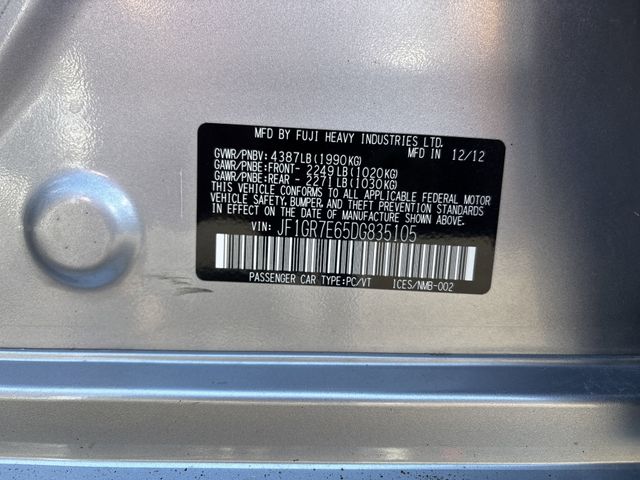 MFD BY FUJI HEAVY INDUSTRIES LTD.
GVWR/PNBV: 4387LB(1990KG) MFD IN 12/12
GAWR/PNBE:FRONT- 2249LB(1020KG)
GAWR/PNBE:REAR - 2271LB(1030KG)
THIS VEHICLE CONFORMS TO ALL APPLICABLE FEDERAL MOTOR
VEHICLE SAFETY, BUMPER, AND THEFT PREVENTION STANDARDS
IN EFFECT ON THE DATE OF MANUFACTURE SHOWN ABOVE.
VIN: JF1GR7E65DG835105
PASSENGER CAR TYPE:PC/VT ICES/NMB-002